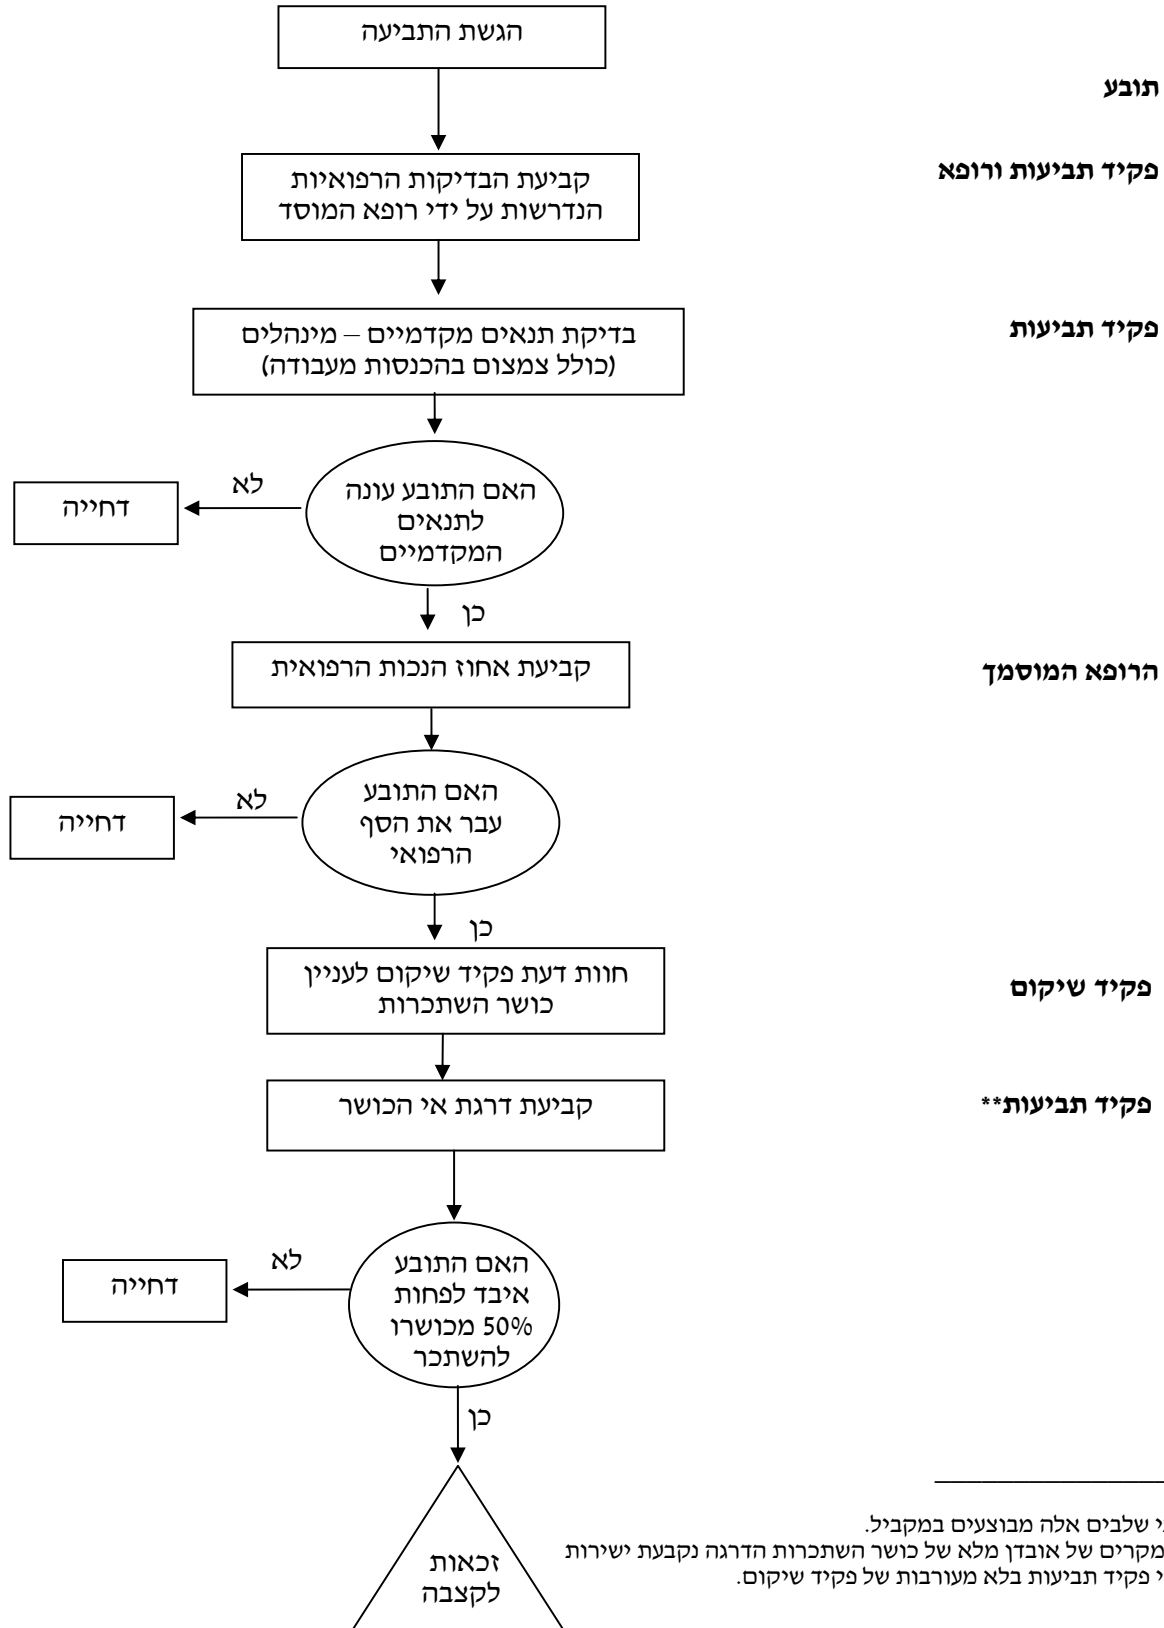 הגשת התביעה
תובע
פקיד תביעות ורופא
קביעת הבדיקות הרפואיות
הנדרשות על ידי רופא המוסד
פקיד תביעות
בדיקת תנאים מקדמיים – מינהלים
(כולל צמצום בהכנסות מעבודה)
האם התובע עונה
לתנאים
המקדמיים
לא
דחייה
כן
הרופא המוסמך
קביעת אחוז הנכות הרפואית
האם התובע
עבר את הסף
הרפואי
לא
דחייה
כן
פקיד שיקום
חוות דעת פקיד שיקום לעניין
כושר השתכרות
פקיד תביעות**
קביעת דרגת אי הכושר
האם התובע
איבד לפחות
50% מכושרו
להשתכר
לא
דחייה
כן
זכאות
לקצבה
שלבים אלה מבוצעים במקביל.
מקרים של אובדן מלא של כושר השתכרות הדרגה נקבעת ישירות
פקיד תביעות בלא מעורבות של פקיד שיקום.